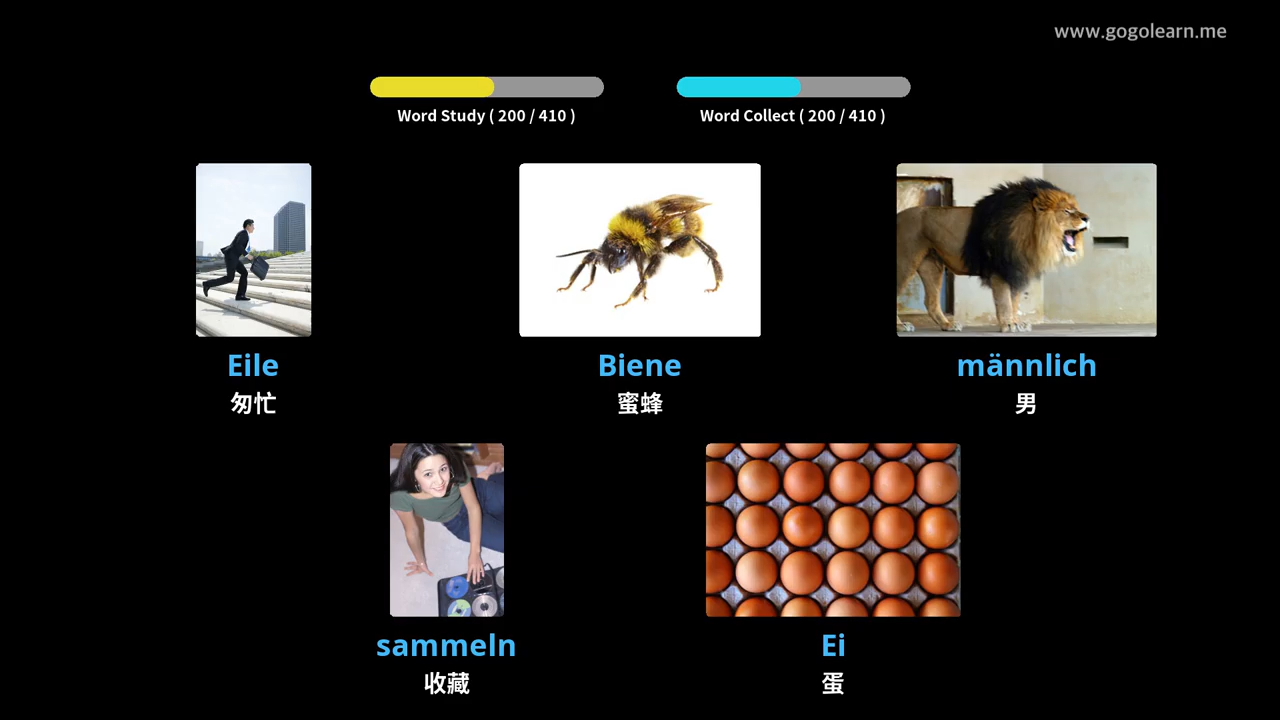 www.gogolearn.me
Word Study ( 200 / 410 )
Word Collect ( 200 / 410 )
Eile
匆忙
Biene
蜜蜂
männlich
男
sammeln
收藏
Ei
蛋